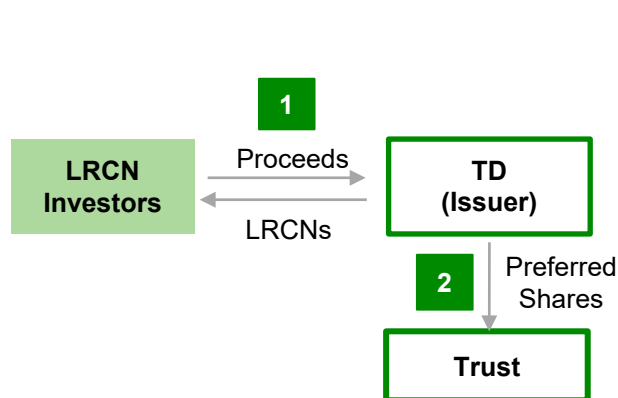 1
Proceeds
LRCN
Investors
TD
(Issuer)
LRCNs
2
Preferred
Shares
Trust